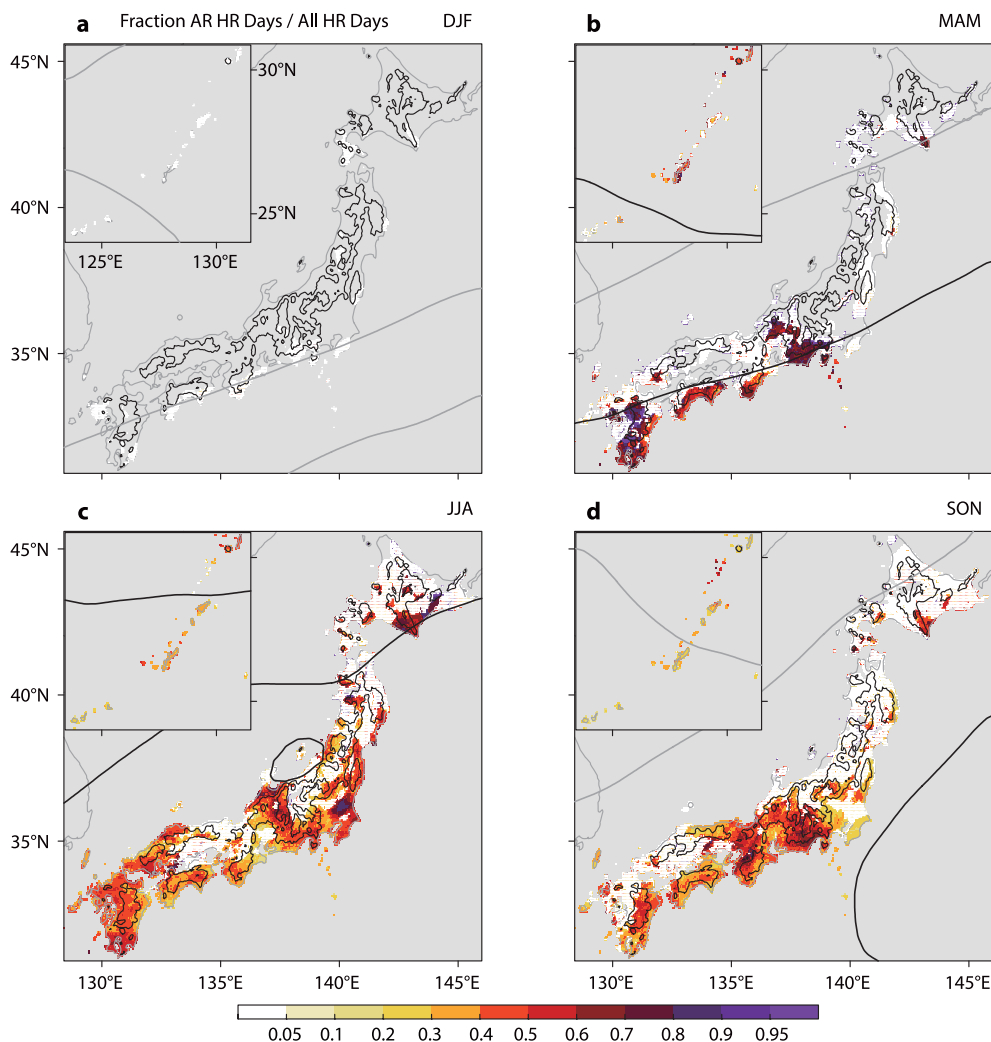 a Fraction AR HR Days / All HR Days DJF
b MAM
45°N
30°N
40°N
25°N
125°E 130°E
35°N
c JJA
d SON
45°N
40°N
35°N
130°E 135°E 140°E 145°E
130°E 135°E 140°E 145°E
0.05 0.1 0.2 0.3 0.4 0.5 0.6 0.7 0.8 0.9 0.95